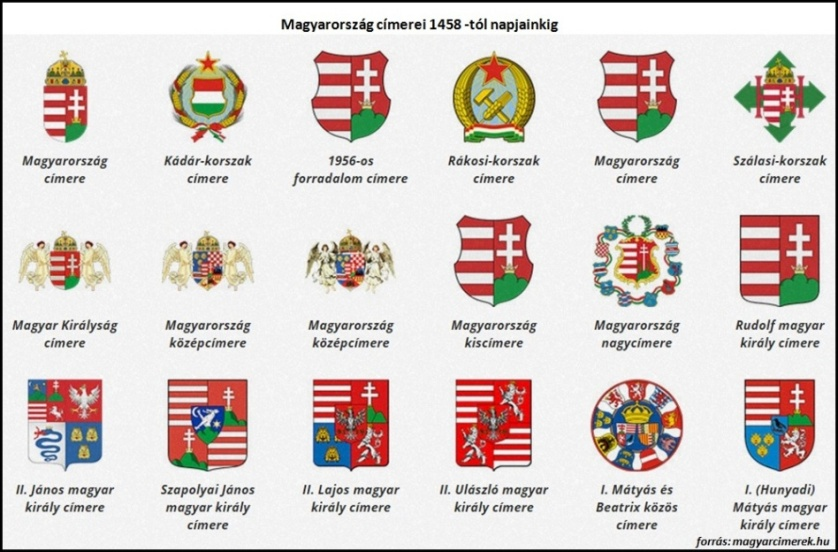 Magyarország címerei 1458 -tól napjainkig
Magyarország
címere
Kádár-korszak
címere
1956-os
forradalom címere
Rákosi-korszak
címere
Magyarország
címere
Szálasi-korszak
címere
Magyar Királyság
címere
Magyarország
középcímere
Magyarország
középcímere
Magyarország
kiscímere
Magyarország
nagycímere
Rudolf magyar
király címere
II. János magyar
király címere
Szapolyai János
magyar király
címere
II. Lajos magyar
király címere
II. Ulászló magyar
király címere
I. Mátyás és
Beatrix közös
címere
I. (Hunyadi)
Mátyás magyar
király címere
forrás: magyarcimerek.hu